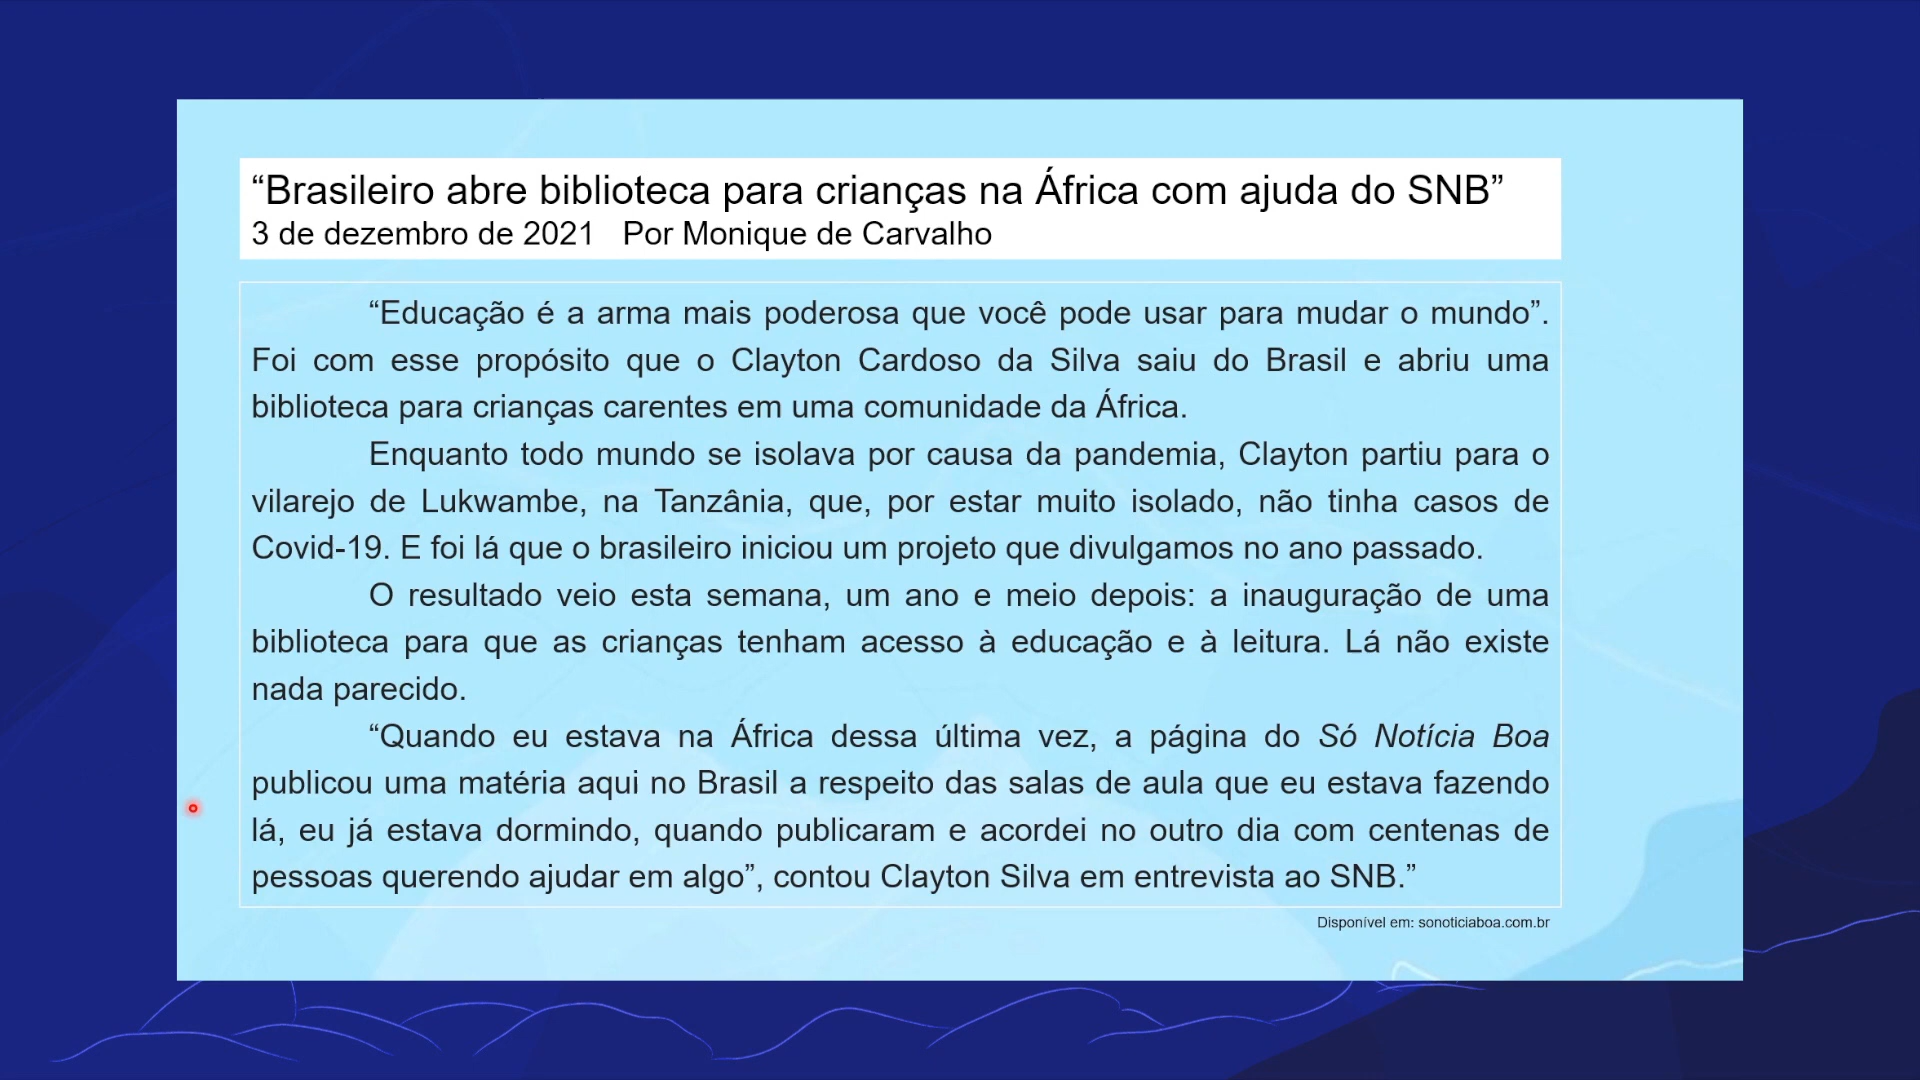 “Brasileiro abre biblioteca para crianças na África com ajuda do SNB”
3 de dezembro de 2021   Por Monique de Carvalho
“Educação é a arma mais poderosa que você pode usar para mudar o mundo”.
Foi com esse propósito que o Clayton Cardoso da Silva saiu do Brasil e abriu uma
biblioteca para crianças carentes em uma comunidade da África.
Enquanto todo mundo se isolava por causa da pandemia, Clayton partiu para o
vilarejo de Lukwambe, na Tanzânia, que, por estar muito isolado, não tinha casos de
Covid-19. E foi lá que o brasileiro iniciou um projeto que divulgamos no ano passado.
O resultado veio esta semana, um ano e meio depois: a inauguração de uma
biblioteca para que as crianças tenham acesso à educação e à leitura. Lá não existe
nada parecido.
“Quando eu estava na África dessa última vez, a página do Só Notícia Boa
publicou uma matéria aqui no Brasil a respeito das salas de aula que eu estava fazendo
lá, eu já estava dormindo, quando publicaram e acordei no outro dia com centenas de
pessoas querendo ajudar em algo”, contou Clayton Silva em entrevista ao SNB.”
Disponível em: sonoticiaboa.com.br